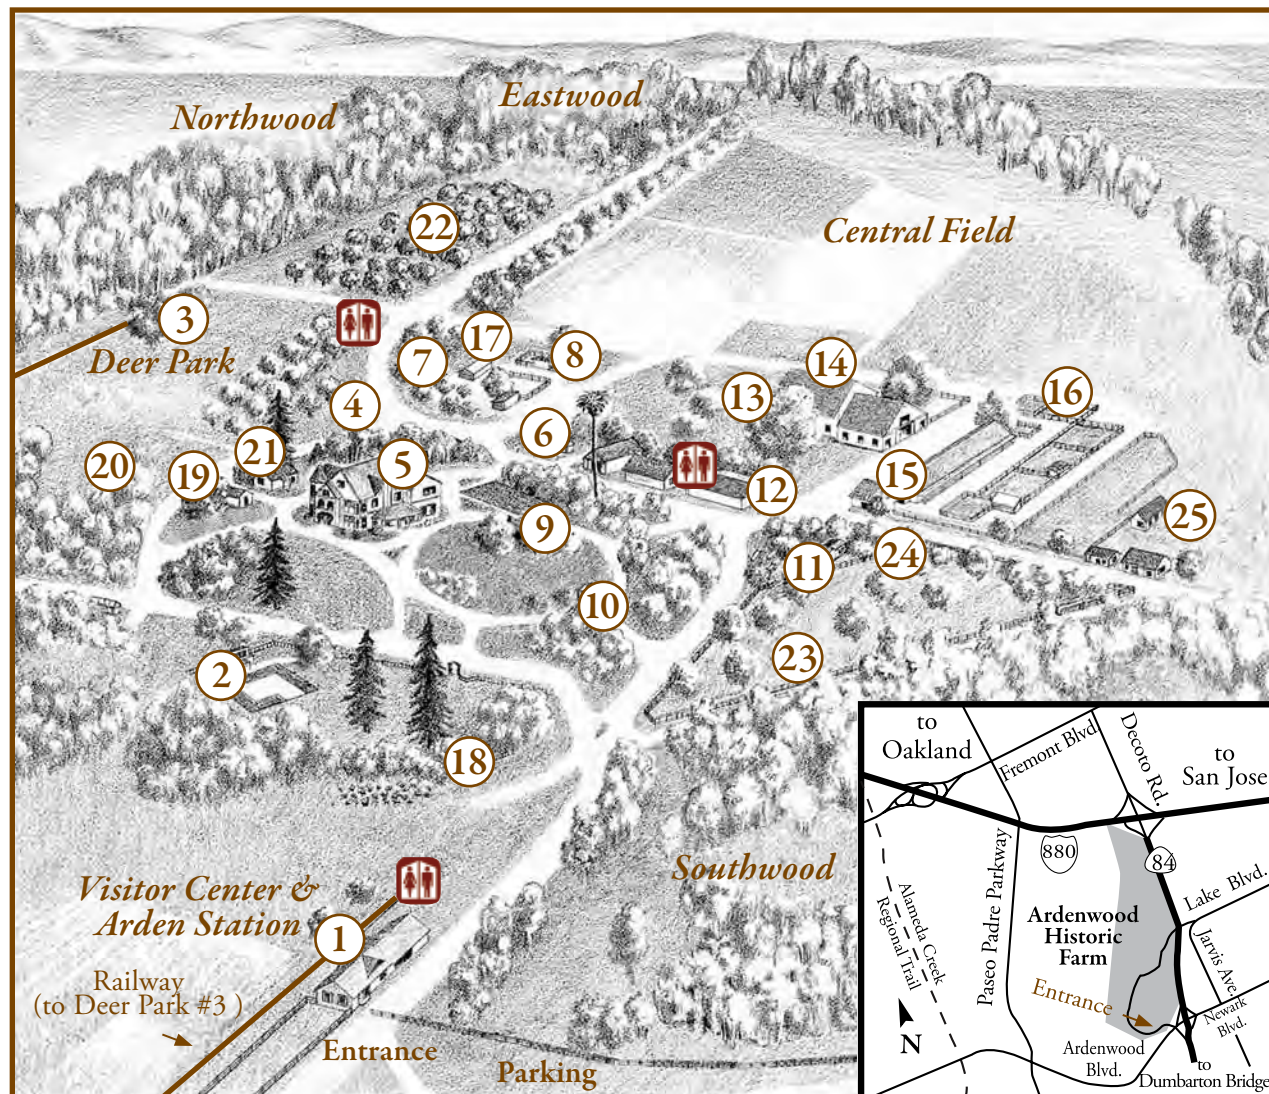 Northwood
Eastwood
22
Central Field
3
Deer Park
17
7
8
14
4
13
16
6
20
19
21
5
15
12
9
25
11
24
10
23
2
18
Southwood
Visitor Center &
Arden Station
1
Railway
(to Deer Park #3 )
Entrance
Parking
to
Oakland
Fremont Blvd
Decoto Rd.
to
San Jose
880
84
Paseo Padre Parkway
Alameda Creek
Regional Trail
Ardenwood
Historic
Farm
Lake Blvd.
Jarvis Ave.
Entrance
Newark
Blvd.
N
Ardenwood
Blvd.
to
Dumbarton Bridge